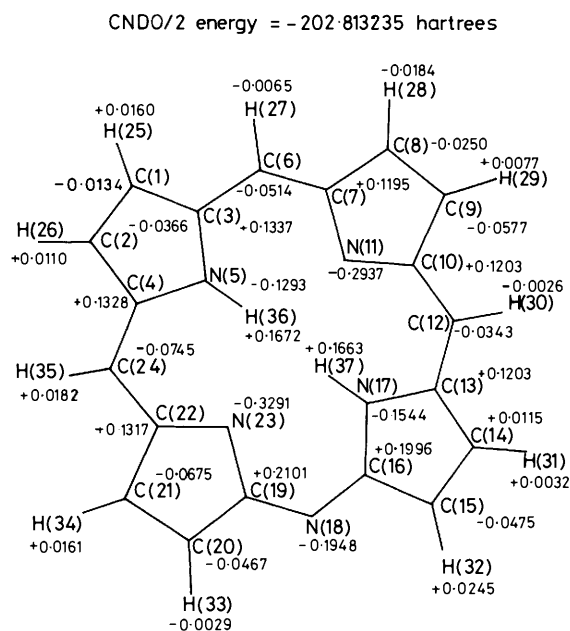 CNDO/2 energy = -202·813235 hartrees
-0·0065
H(27)
-0·0184
H(28)
+0·0160
H(25)
C(6)
-0·0514
C(8) -0·0250
+0·0077
H(29)
C(1)
-0·0134
C(7)
+0·1195
C(9)
-0·0577
H(26)
+0·0110
C(2)
-0·0366
C(3)
+0·1337
N(11)
-0·2937
C(10) +0·1203
C(4)
+0·1328
N(5) -0·1293
H(36)
+0·1672
-0·0026
H(30)
C(12)
-0·0343
H(35)
+0·0182
-0·0745
C(24)
+0·1663
H(37)
N(17)
-0·1544
C(13) +0·1203
C(22)
+0·1317
-0·3291
N(23)
+0·0115
C(14)
H(31)
+0·0032
-0·0675
C(21)
+0·2101
C(19)
+0·1996
C(16)
C(15)
-0·0475
H(34)
+0·0161
C(20)
-0·0467
N(18)
-0·1948
H(32)
+0·0245
H(33)
-0·0029